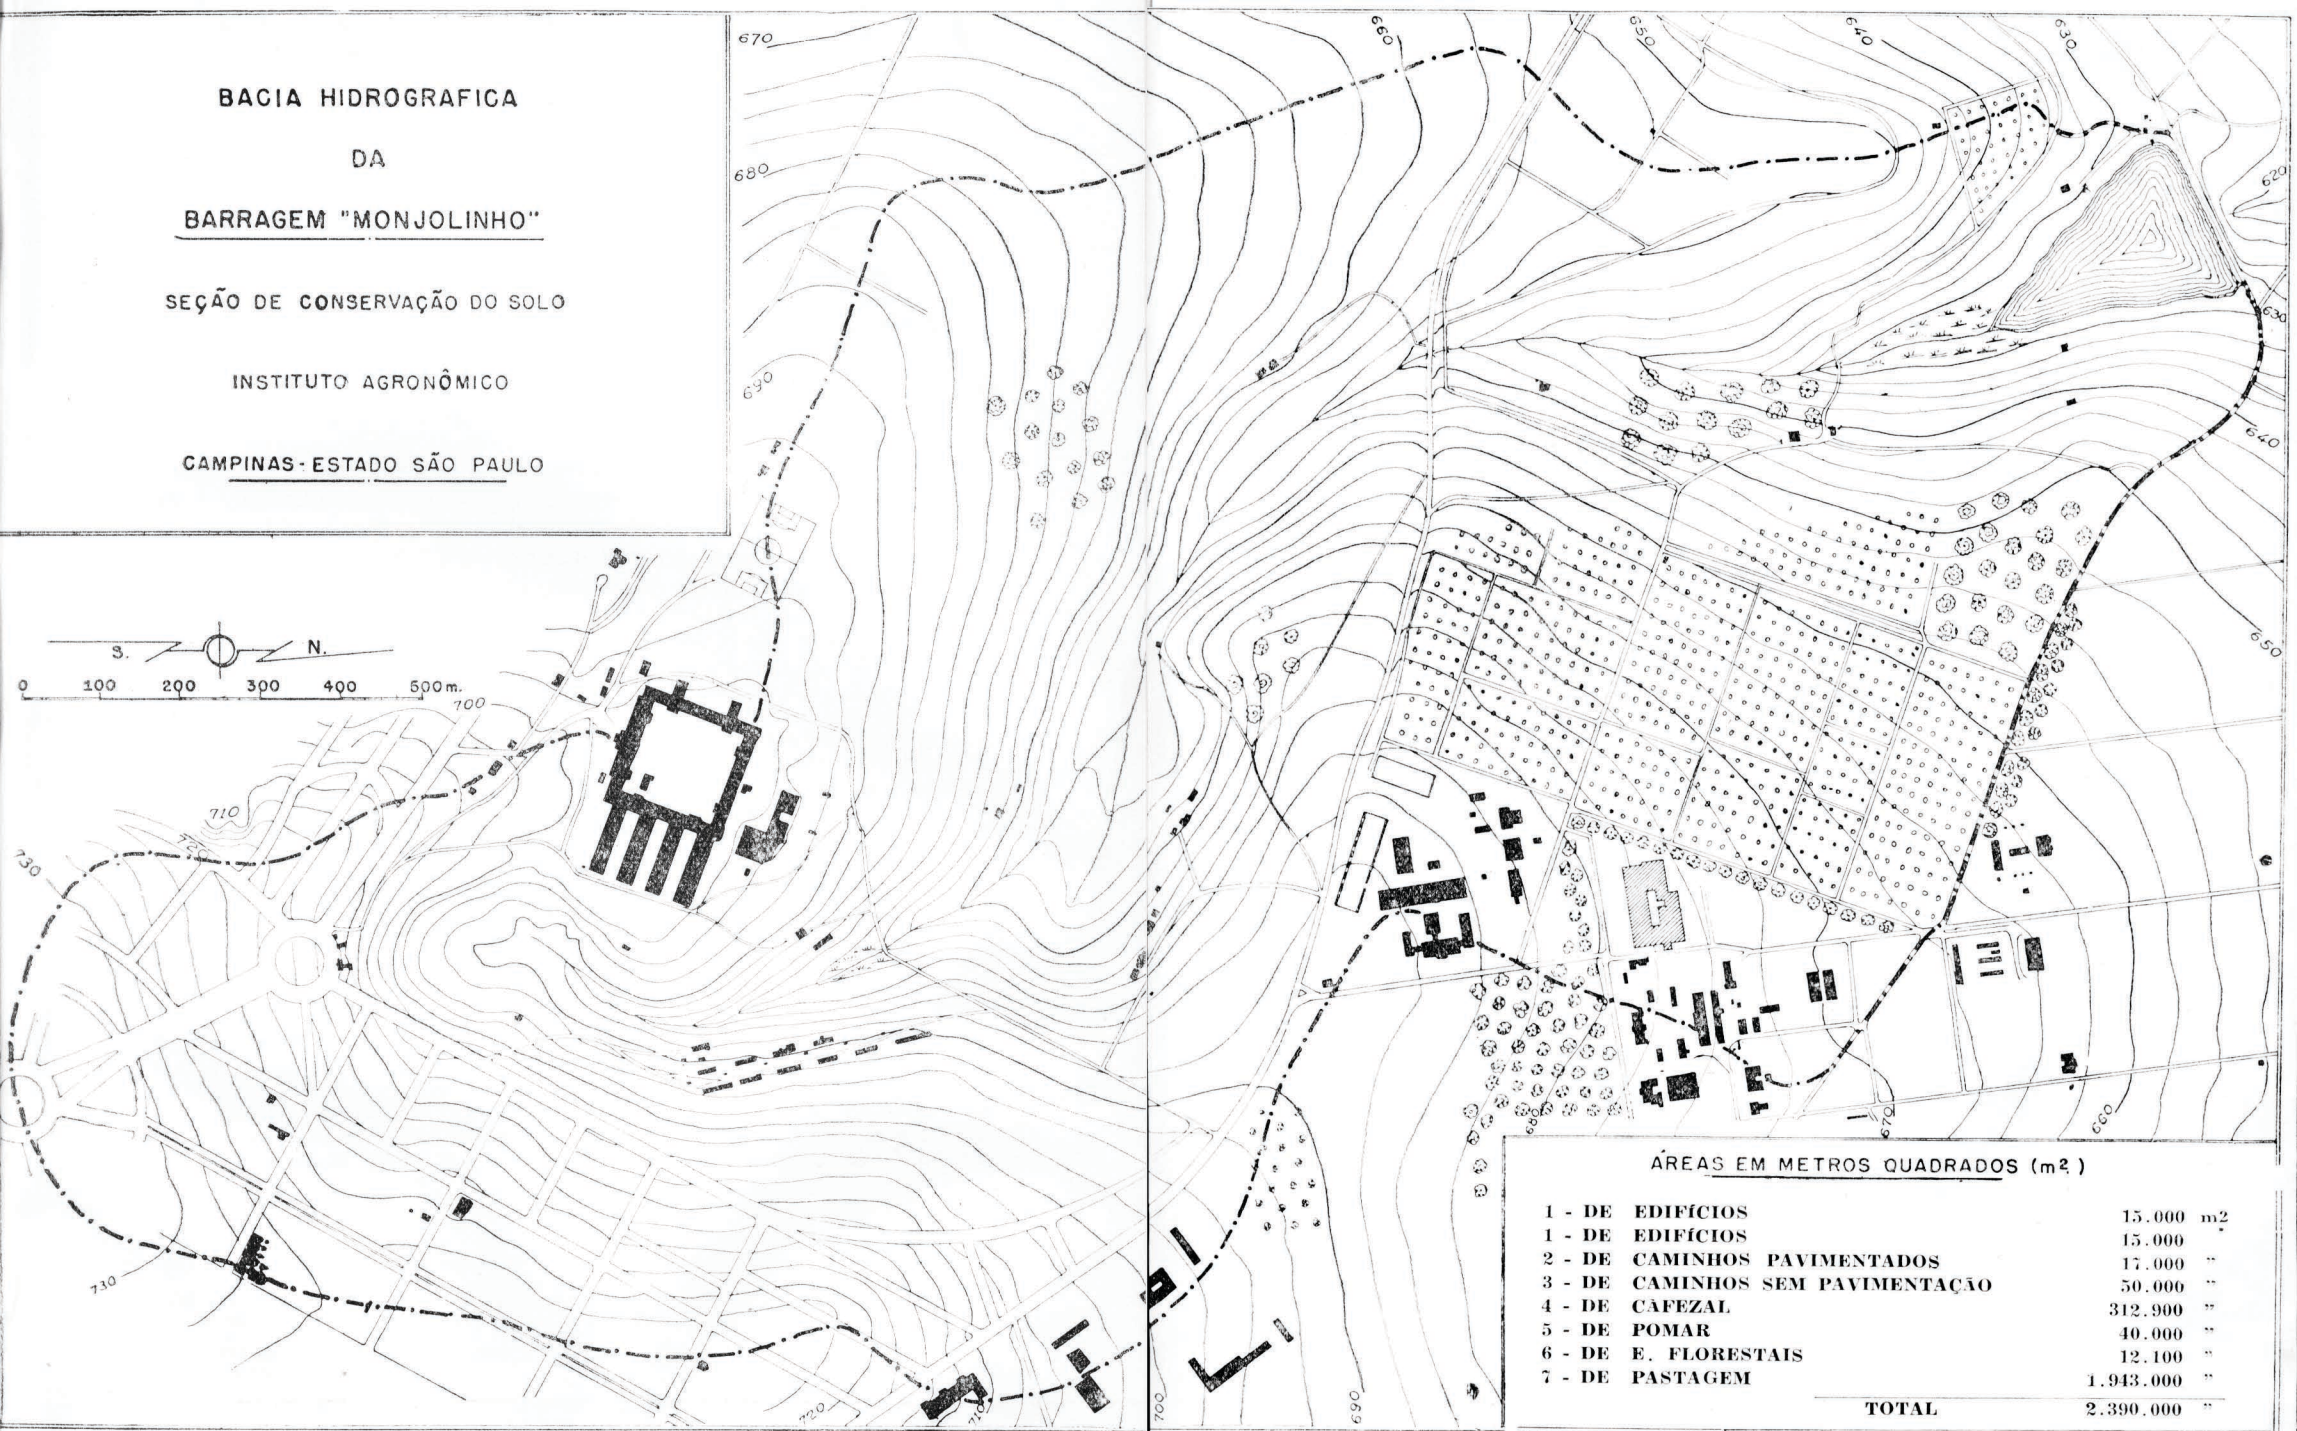 BACIA HIDROGRAFICA
DA
BARRAGEM "MONJOLINHO"
SEÇÃO DE CONSERVAÇÃO DO SOLO
INSTITUTO AGRONÔMICO
CAMPINAS - ESTADO SÃO PAULO
670
680
690
660
650
640
630
620
630
640
650
S. N.
0 100 200 300 400 500m.
700
710
720
730
730
720
710
700
690
680
670
660
ÁREAS EM METROS QUADRADOS (m2)
1 - DE EDIFÍCIOS 15.000 m2
1 - DE EDIFÍCIOS 15.000 "
2 - DE CAMINHOS PAVIMENTADOS 17.000 "
3 - DE CAMINHOS SEM PAVIMENTAÇÃO 50.000 "
4 - DE CÀFEZAL 312.900 "
5 - DE POMAR 40.000 "
6 - DE E. FLORESTAIS 12.100 "
7 - DE PASTAGEM 1.943.000 "
TOTAL 2.390.000 "